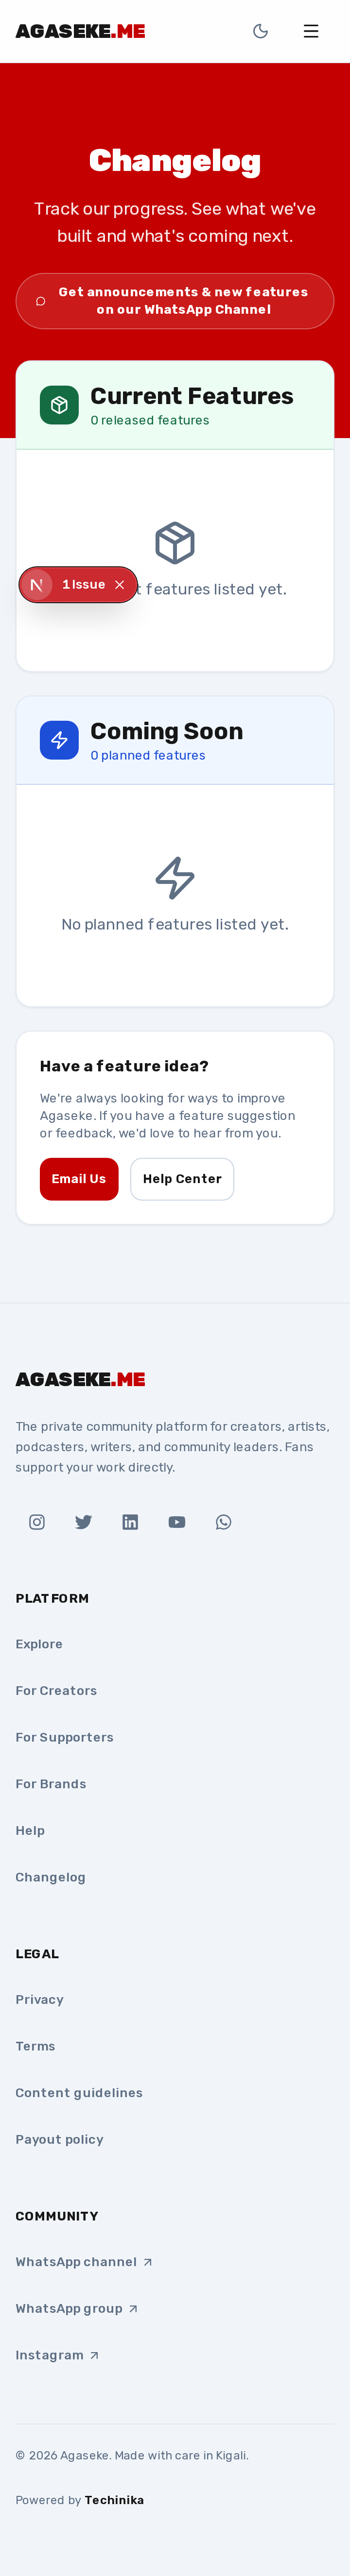 AGASEKE.ME
Changelog
Track our progress. See what we've
built and what's coming next.
Get announcements & new features
on our WhatsApp Channel
Current Features
0 released features
t features listed yet.
N 1 Issue
Coming Soon
0 planned features
No planned features listed yet.
Have a feature idea?
We're always looking for ways to improve
Agaseke. If you have a feature suggestion
or feedback, we'd love to hear from you.
Email Us
Help Center
AGASEKE.ME
The private community platform for creators, artists,
podcasters, writers, and community leaders. Fans
support your work directly.
PLATFORM
Explore
For Creators
For Supporters
For Brands
Help
Changelog
LEGAL
Privacy
Terms
Content guidelines
Payout policy
COMMUNITY
WhatsApp channel
WhatsApp group
Instagram
© 2026 Agaseke. Made with care in Kigali.
Powered by Techinika